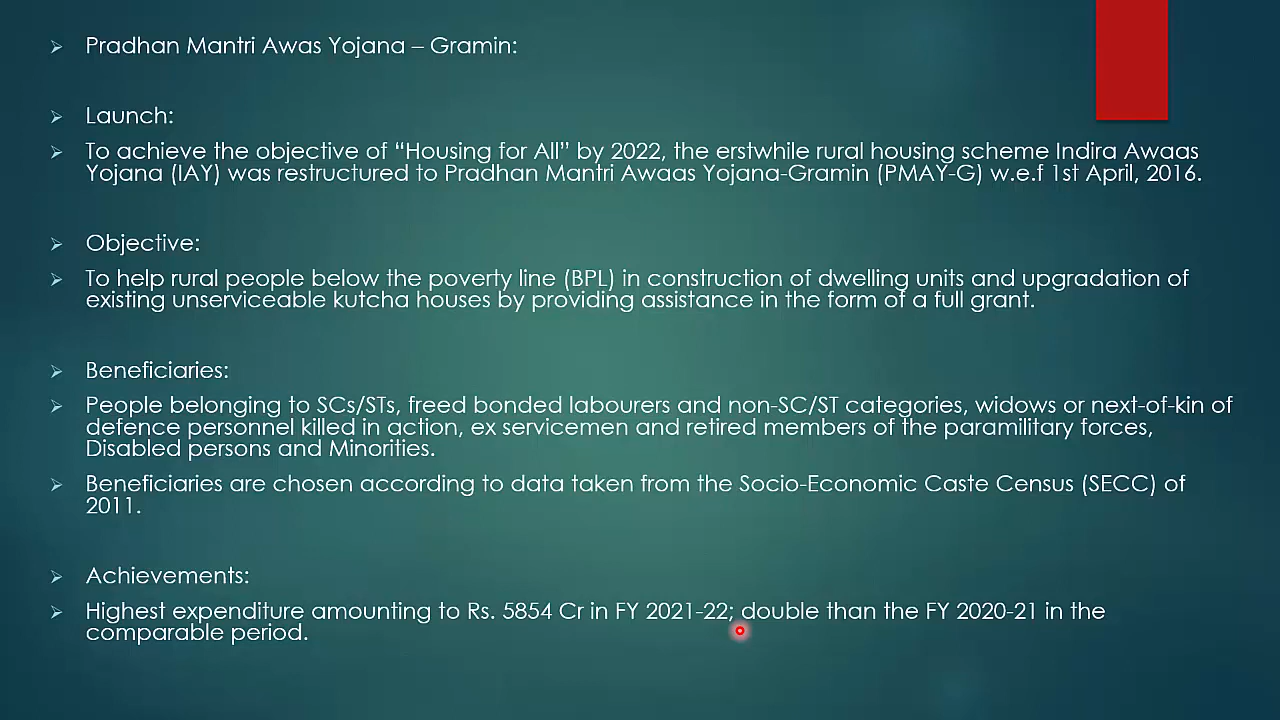 Pradhan Mantri Awas Yojana – Gramin:
Launch:
To achieve the objective of “Housing for All” by 2022, the erstwhile rural housing scheme Indira Awaas
Yojana (IAY) was restructured to Pradhan Mantri Awaas Yojana-Gramin (PMAY-G) w.e.f 1st April, 2016.
Objective:
To help rural people below the poverty line (BPL) in construction of dwelling units and upgradation of
existing unserviceable kutcha houses by providing assistance in the form of a full grant.
Beneficiaries:
People belonging to SCs/STs, freed bonded labourers and non-SC/ST categories, widows or next-of-kin of
defence personnel killed in action, ex servicemen and retired members of the paramilitary forces,
Disabled persons and Minorities.
Beneficiaries are chosen according to data taken from the Socio-Economic Caste Census (SECC) of
2011.
Achievements:
Highest expenditure amounting to Rs. 5854 Cr in FY 2021-22; double than the FY 2020-21 in the
comparable period.